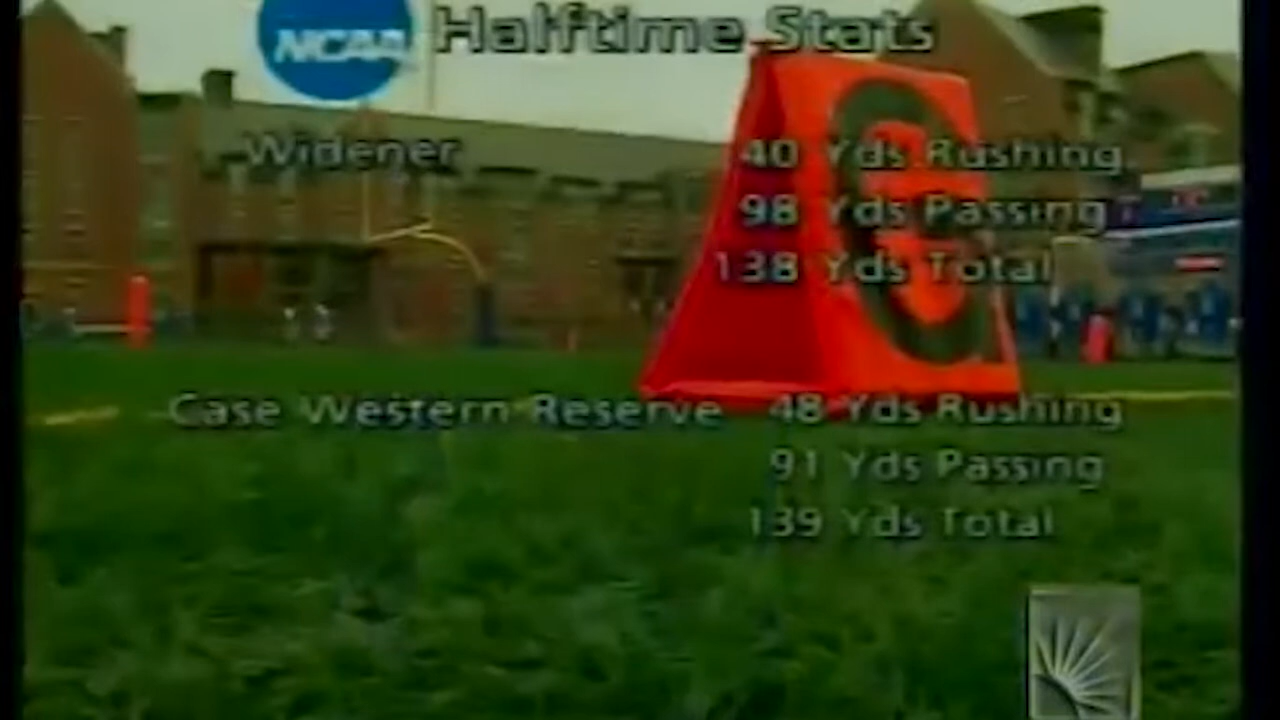 NCAA Halftime Stats
Widener 40 Yds Rushing
98 Yds Passing
138 Yds Total
Case Western Reserve 48 Yds Rushing
91 Yds Passing
139 Yds Total
G